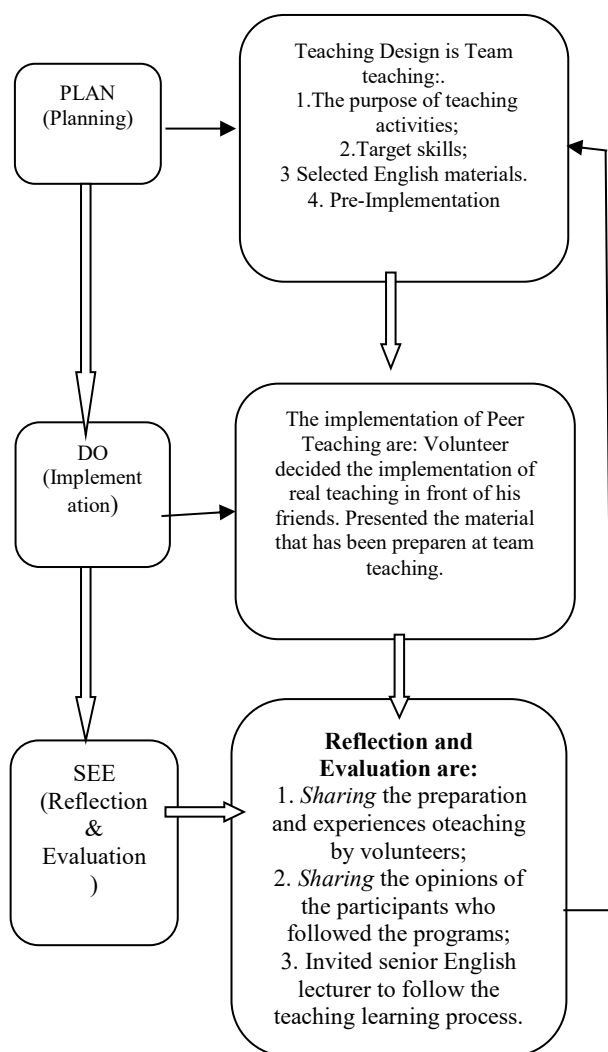 PLAN
(Planning)
Teaching Design is Team
teaching:.
1.The purpose of teaching
activities;
2.Target skills;
3 Selected English materials.
4. Pre-Implementation
DO
(Implement
ation)
The implementation of Peer
Teaching are: Volunteer
decided the implementation of
real teaching in front of his
friends. Presented the material
that has been preparen at team
teaching.
SEE
(Reflection
&
Evaluation
)
Reflection and
Evaluation are:
1. Sharing the preparation
and experiences oteaching
by volunteers;
2. Sharing the opinions of
the participants who
followed the programs;
3. Invited senior English
lecturer to follow the
teaching learning process.